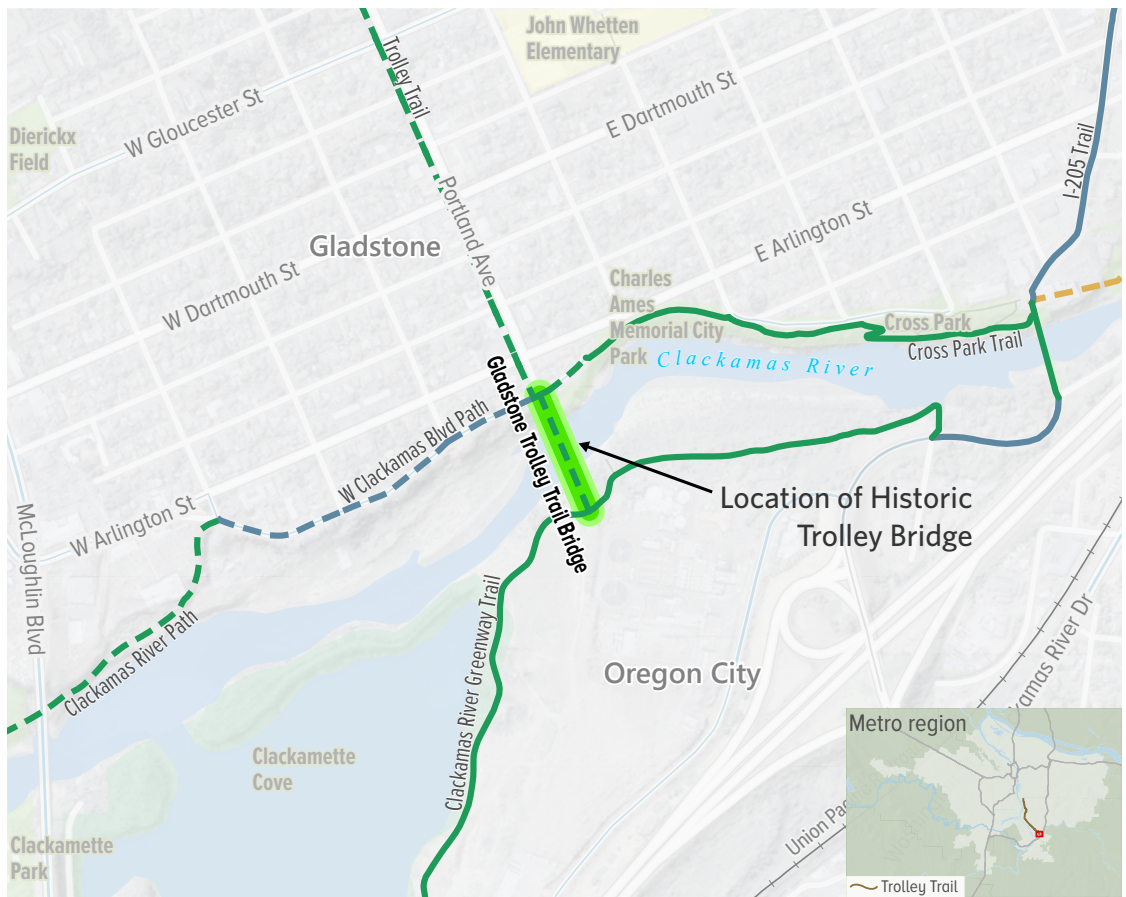 John Whetten
Elementary
Trolley Trail
W Gloucester St
E Dartmouth St
Dierickx
Field
I-205 Trail
Portland Ave
E Arlington St
Gladstone
W Dartmouth St
Charles
Ames
Memorial City
Park
Cross Park
Cross Park Trail
Clackamas River
Gladstone Trolley Trail Bridge
W Clackamas Blvd Path
Location of Historic
Trolley Bridge
W Arlington St
McLoughlin Blvd
Clackamas River Path
Clackamas River Greenway Trail
Oregon City
kamas River Dr
Clackamette
Cove
Metro region
Union Pac
Clackamette
Park
Trolley Trail